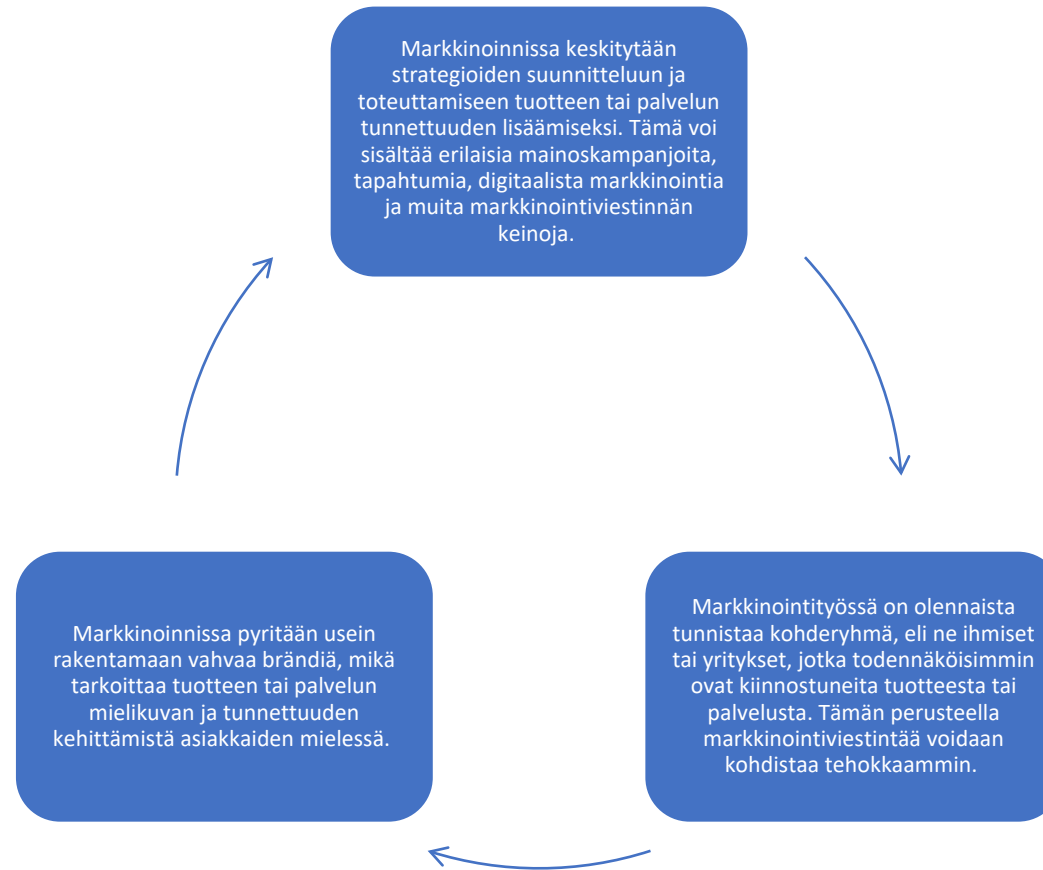 Markkinoinnissa keskitytään
strategioiden suunnitteluun ja
toteuttamiseen tuotteen tai palvelun
tunnettuuden lisäämiseksi. Tämä voi
sisältää erilaisia mainoskampanjoita,
tapahtumia, digitaalista markkinointia
ja muita markkinointiviestinnän
keinoja.
Markkinointityössä on olennaista
tunnistaa kohderyhmä, eli ne ihmiset
tai yritykset, jotka todennäköisimmin
ovat kiinnostuneita tuotteesta tai
palvelusta. Tämän perusteella
markkinointiviestintää voidaan
kohdistaa tehokkaammin.
Markkinoinnissa pyritään usein
rakentamaan vahvaa brändiä, mikä
tarkoittaa tuotteen tai palvelun
mielikuvan ja tunnettuuden
kehittämistä asiakkaiden mielessä.